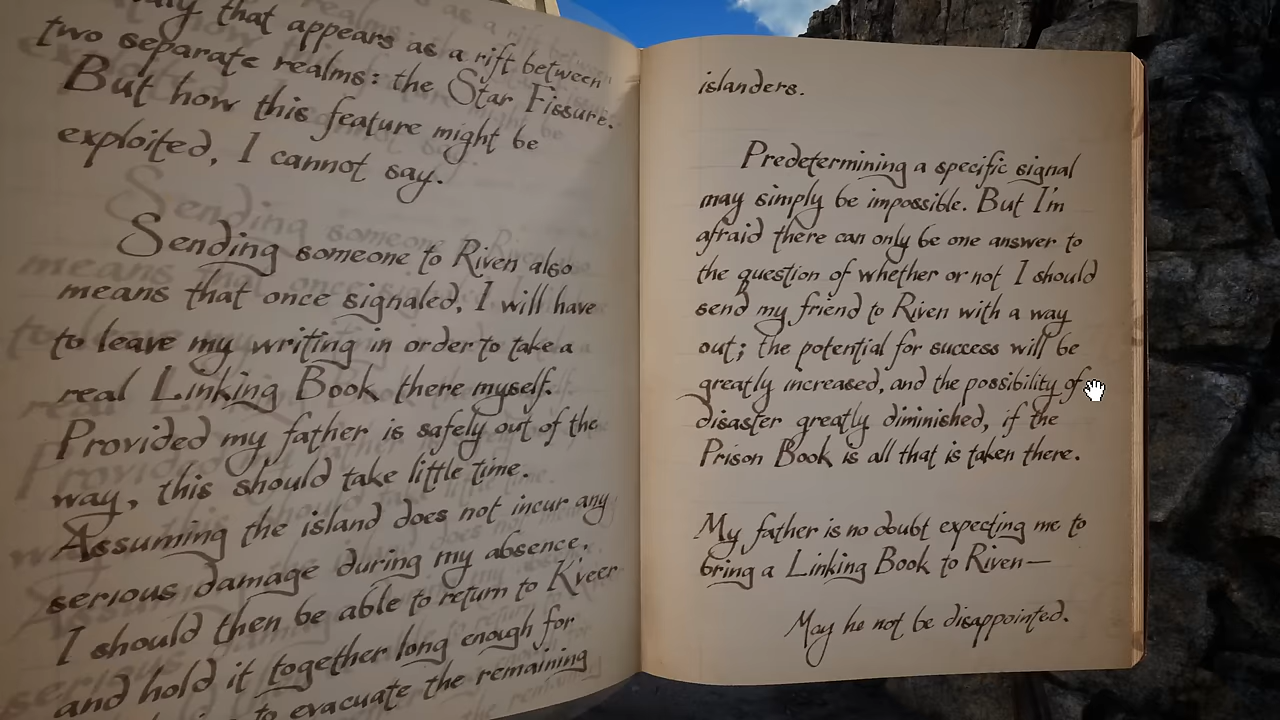 that appears as a rift between
two separate realms: the Star Fissure.
But how this feature might be
exploited, I cannot say.
Sending someone to Riven also
means that once signaled, I will have
to leave my writing in order to take a
real Linking Book there myself.
Provided my father is safely out of the
way, this should take little time.
Assuming the island does not incur any
serious damage during my absence,
I should then be able to return to K'veer
and hold it together long enough for
to evacuate the remaining
islanders.
Predetermining a specific signal
may simply be impossible. But I'm
afraid there can only be one answer to
the question of whether or not I should
send my friend to Riven with a way
out; the potential for success will be
greatly increased, and the possibility of
disaster greatly diminished, if the
Prison Book is all that is taken there.
My father is no doubt expecting me to
bring a Linking Book to Riven—
May he not be disappointed.